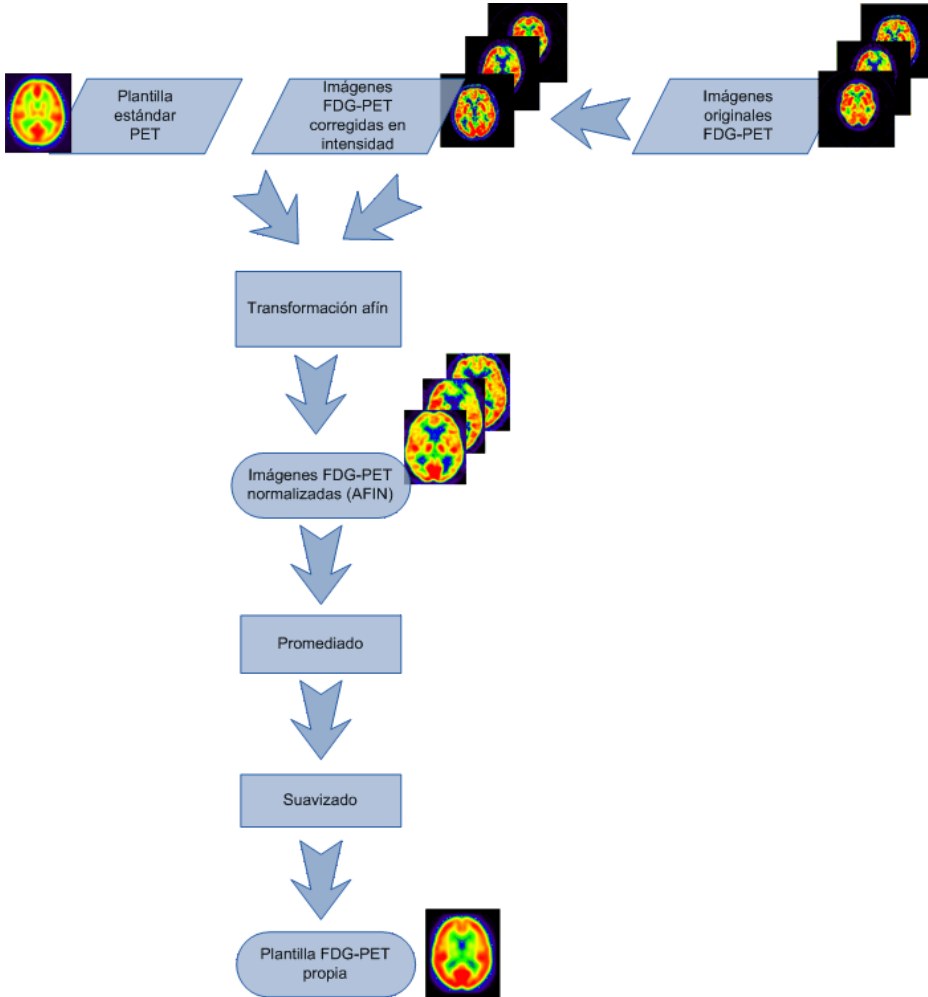 Plantilla
estándar
PET
Imágenes
FDG-PET
corregidas en
intensidad
Imágenes
originales
FDG-PET
Transformación afín
Imágenes FDG-PET
normalizadas (AFIN)
Promediado
Suavizado
Plantilla FDG-PET
propia